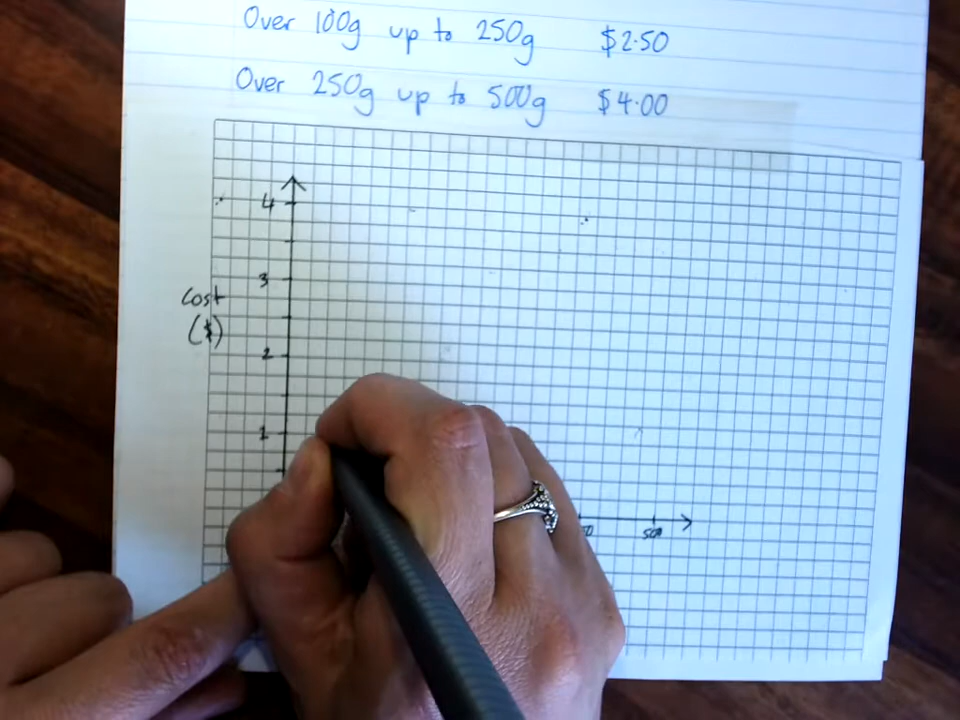 Over 100g up to 250g $2.50
Over 250g up to 500g $4.00
4
3
Cost
($)
2
1
500